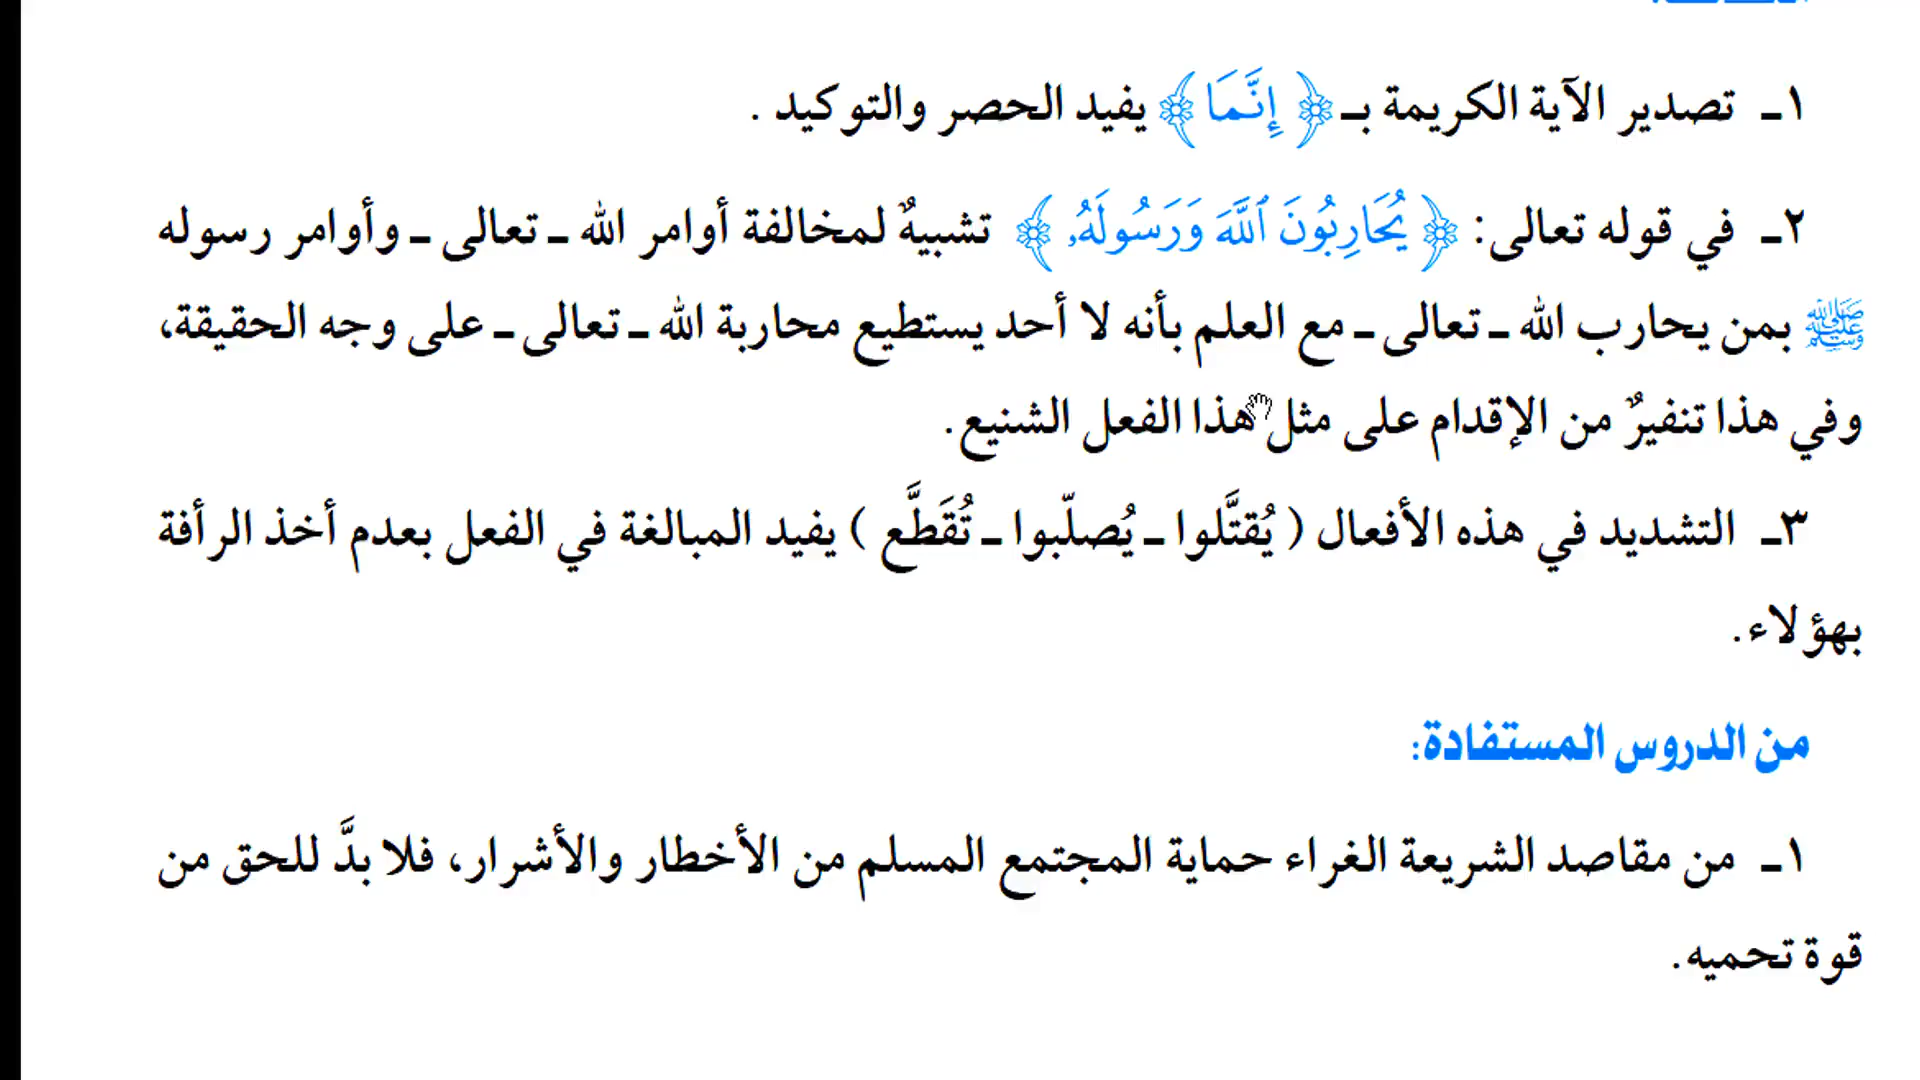 ١ـ تصدير الآية الكريمة بـ ﴿ إِنَّمَا ﴾ يفيد الحصر والتوكيد .
٢ـ في قوله تعالى: ﴿ يُحَارِبُونَ ٱللَّهَ وَرَسُولَهُۥ ﴾ تشبيهٌ لمخالفة أوامر الله ـ تعالى ـ وأوامر رسوله
ﷺ بمن يحارب الله ـ تعالى ـ مع العلم بأنه لا أحد يستطيع محاربة الله ـ تعالى ـ على وجه الحقيقة،
وفي هذا تنفيرٌ من الإقدام على مثل هذا الفعل الشنيع.
٣ـ التشديد في هذه الأفعال ( يُقتَّلوا ـ يُصلّبوا ـ تُقَطَّع ) يفيد المبالغة في الفعل بعدم أخذ الرأفة
بهؤلاء.
من الدروس المستفادة:
١ـ من مقاصد الشريعة الغراء حماية المجتمع المسلم من الأخطار والأشرار، فلا بدَّ للحق من
قوة تحميه.